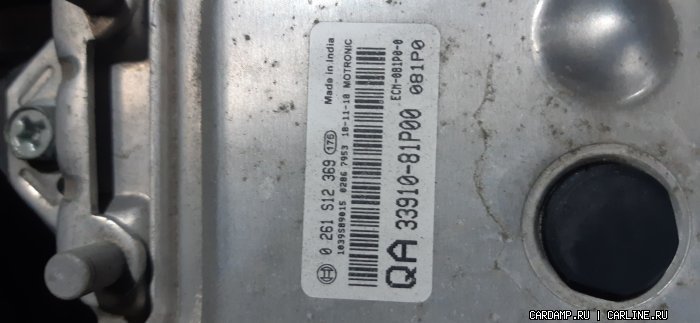 Made in India
0 261 S12 369 176
1039S89015 0286 7953 18-11-18 MOTRONIC
ECM-081P0-0
QA 33910-81P00 081P0
CARDAMP.RU | CARLINE.RU